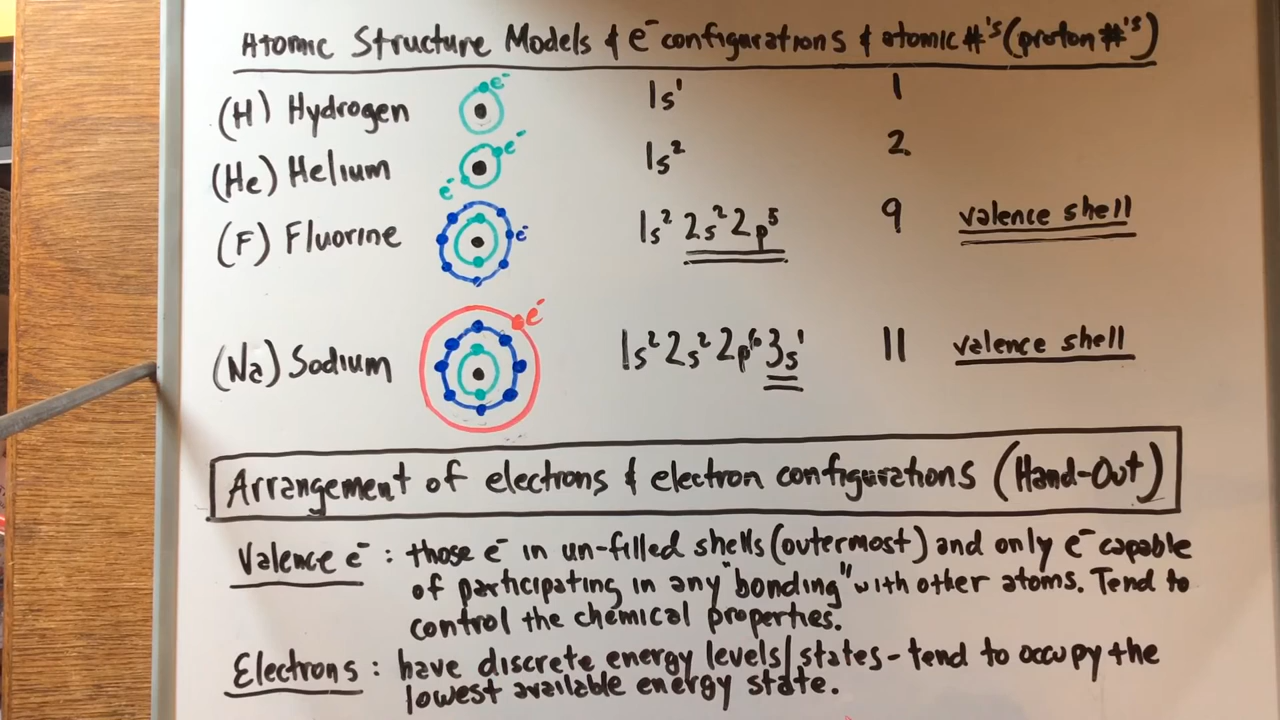 Atomic Structure Models & e⁻ configurations & atomic #'s (proton #'s)
(H) Hydrogen e⁻ 1s¹ 1
(He) Helium e⁻ e⁻ 1s² 2
(F) Fluorine e⁻ 1s² 2s² 2p⁵ 9 valence shell
(Na) Sodium e⁻ 1s² 2s² 2p⁶ 3s¹ 11 valence shell
Arrangement of electrons & electron configurations (Hand-Out)
Valence e⁻ : those e⁻ in un-filled shells (outermost) and only e⁻ capable
of participating in any "bonding" with other atoms. Tend to
control the chemical properties.
Electrons : have discrete energy levels/states - tend to occupy the
lowest available energy state.